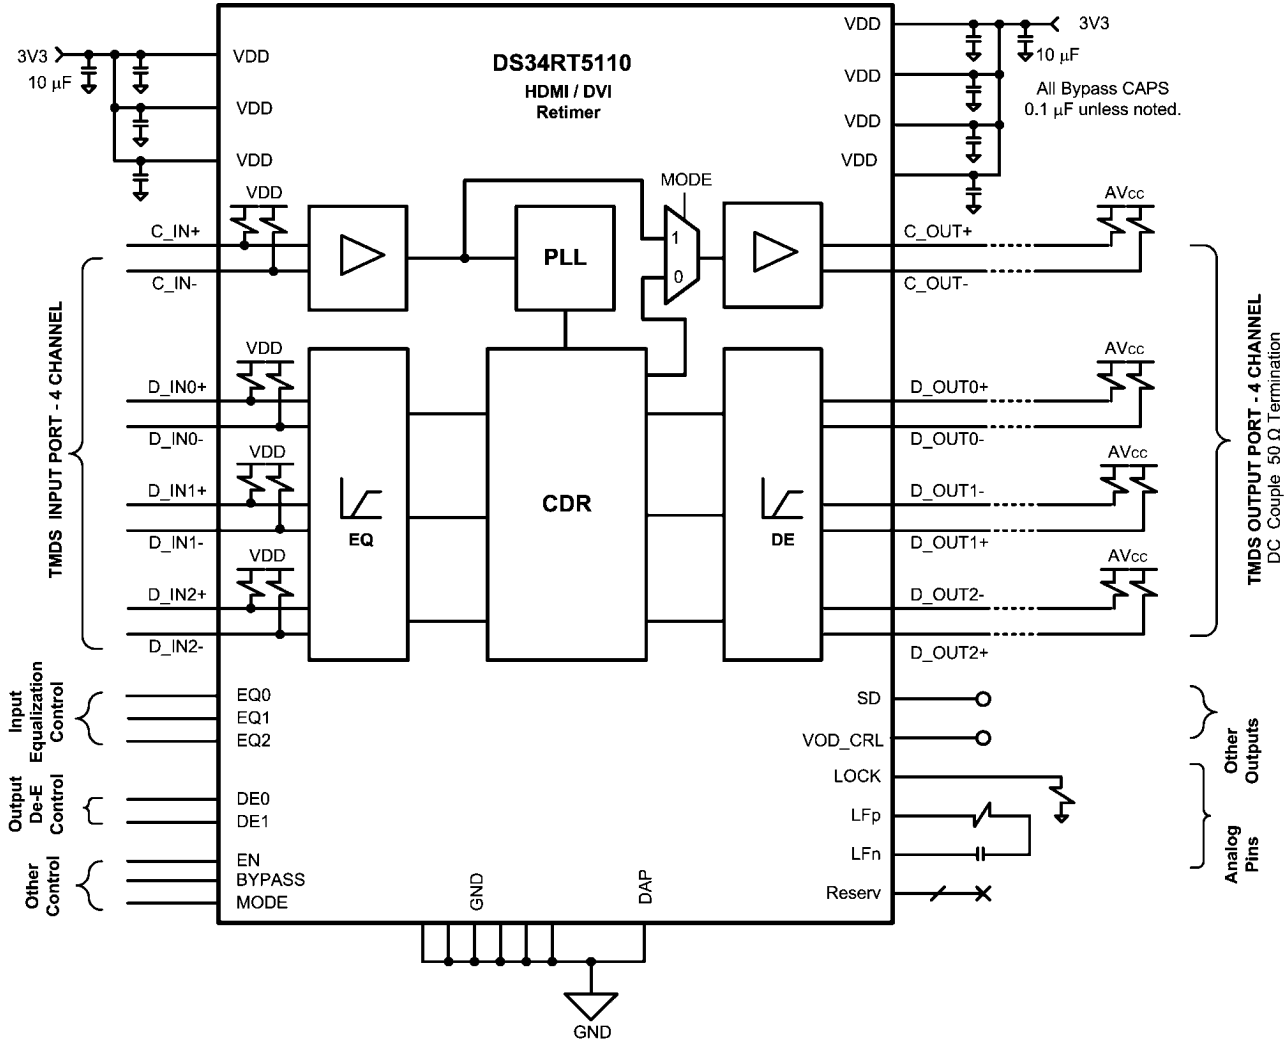 DS34RT5110
HDMI / DVI
Retimer
3V3
10 µF
VDD
VDD
VDD
VDD
VDD
VDD
VDD
3V3
10 µF
All Bypass CAPS
0.1 µF unless noted.
TMDS INPUT PORT - 4 CHANNEL
VDD
C_IN+
C_IN-
VDD
D_IN0+
D_IN0-
VDD
D_IN1+
D_IN1-
VDD
D_IN2+
D_IN2-
MODE
PLL
1
0
EQ
CDR
DE
AVcc
C_OUT+
C_OUT-
AVcc
D_OUT0+
D_OUT0-
AVcc
D_OUT1-
D_OUT1+
AVcc
D_OUT2-
D_OUT2+
TMDS OUTPUT PORT - 4 CHANNEL
DC Couple 50 Ω Termination
Input
Equalization
Control
EQ0
EQ1
EQ2
Output
De-E
Control
DE0
DE1
Other
Control
EN
BYPASS
MODE
GND
DAP
SD
VOD_CRL
LOCK
LFp
LFn
Reserv
Other
Outputs
Analog
Pins
GND